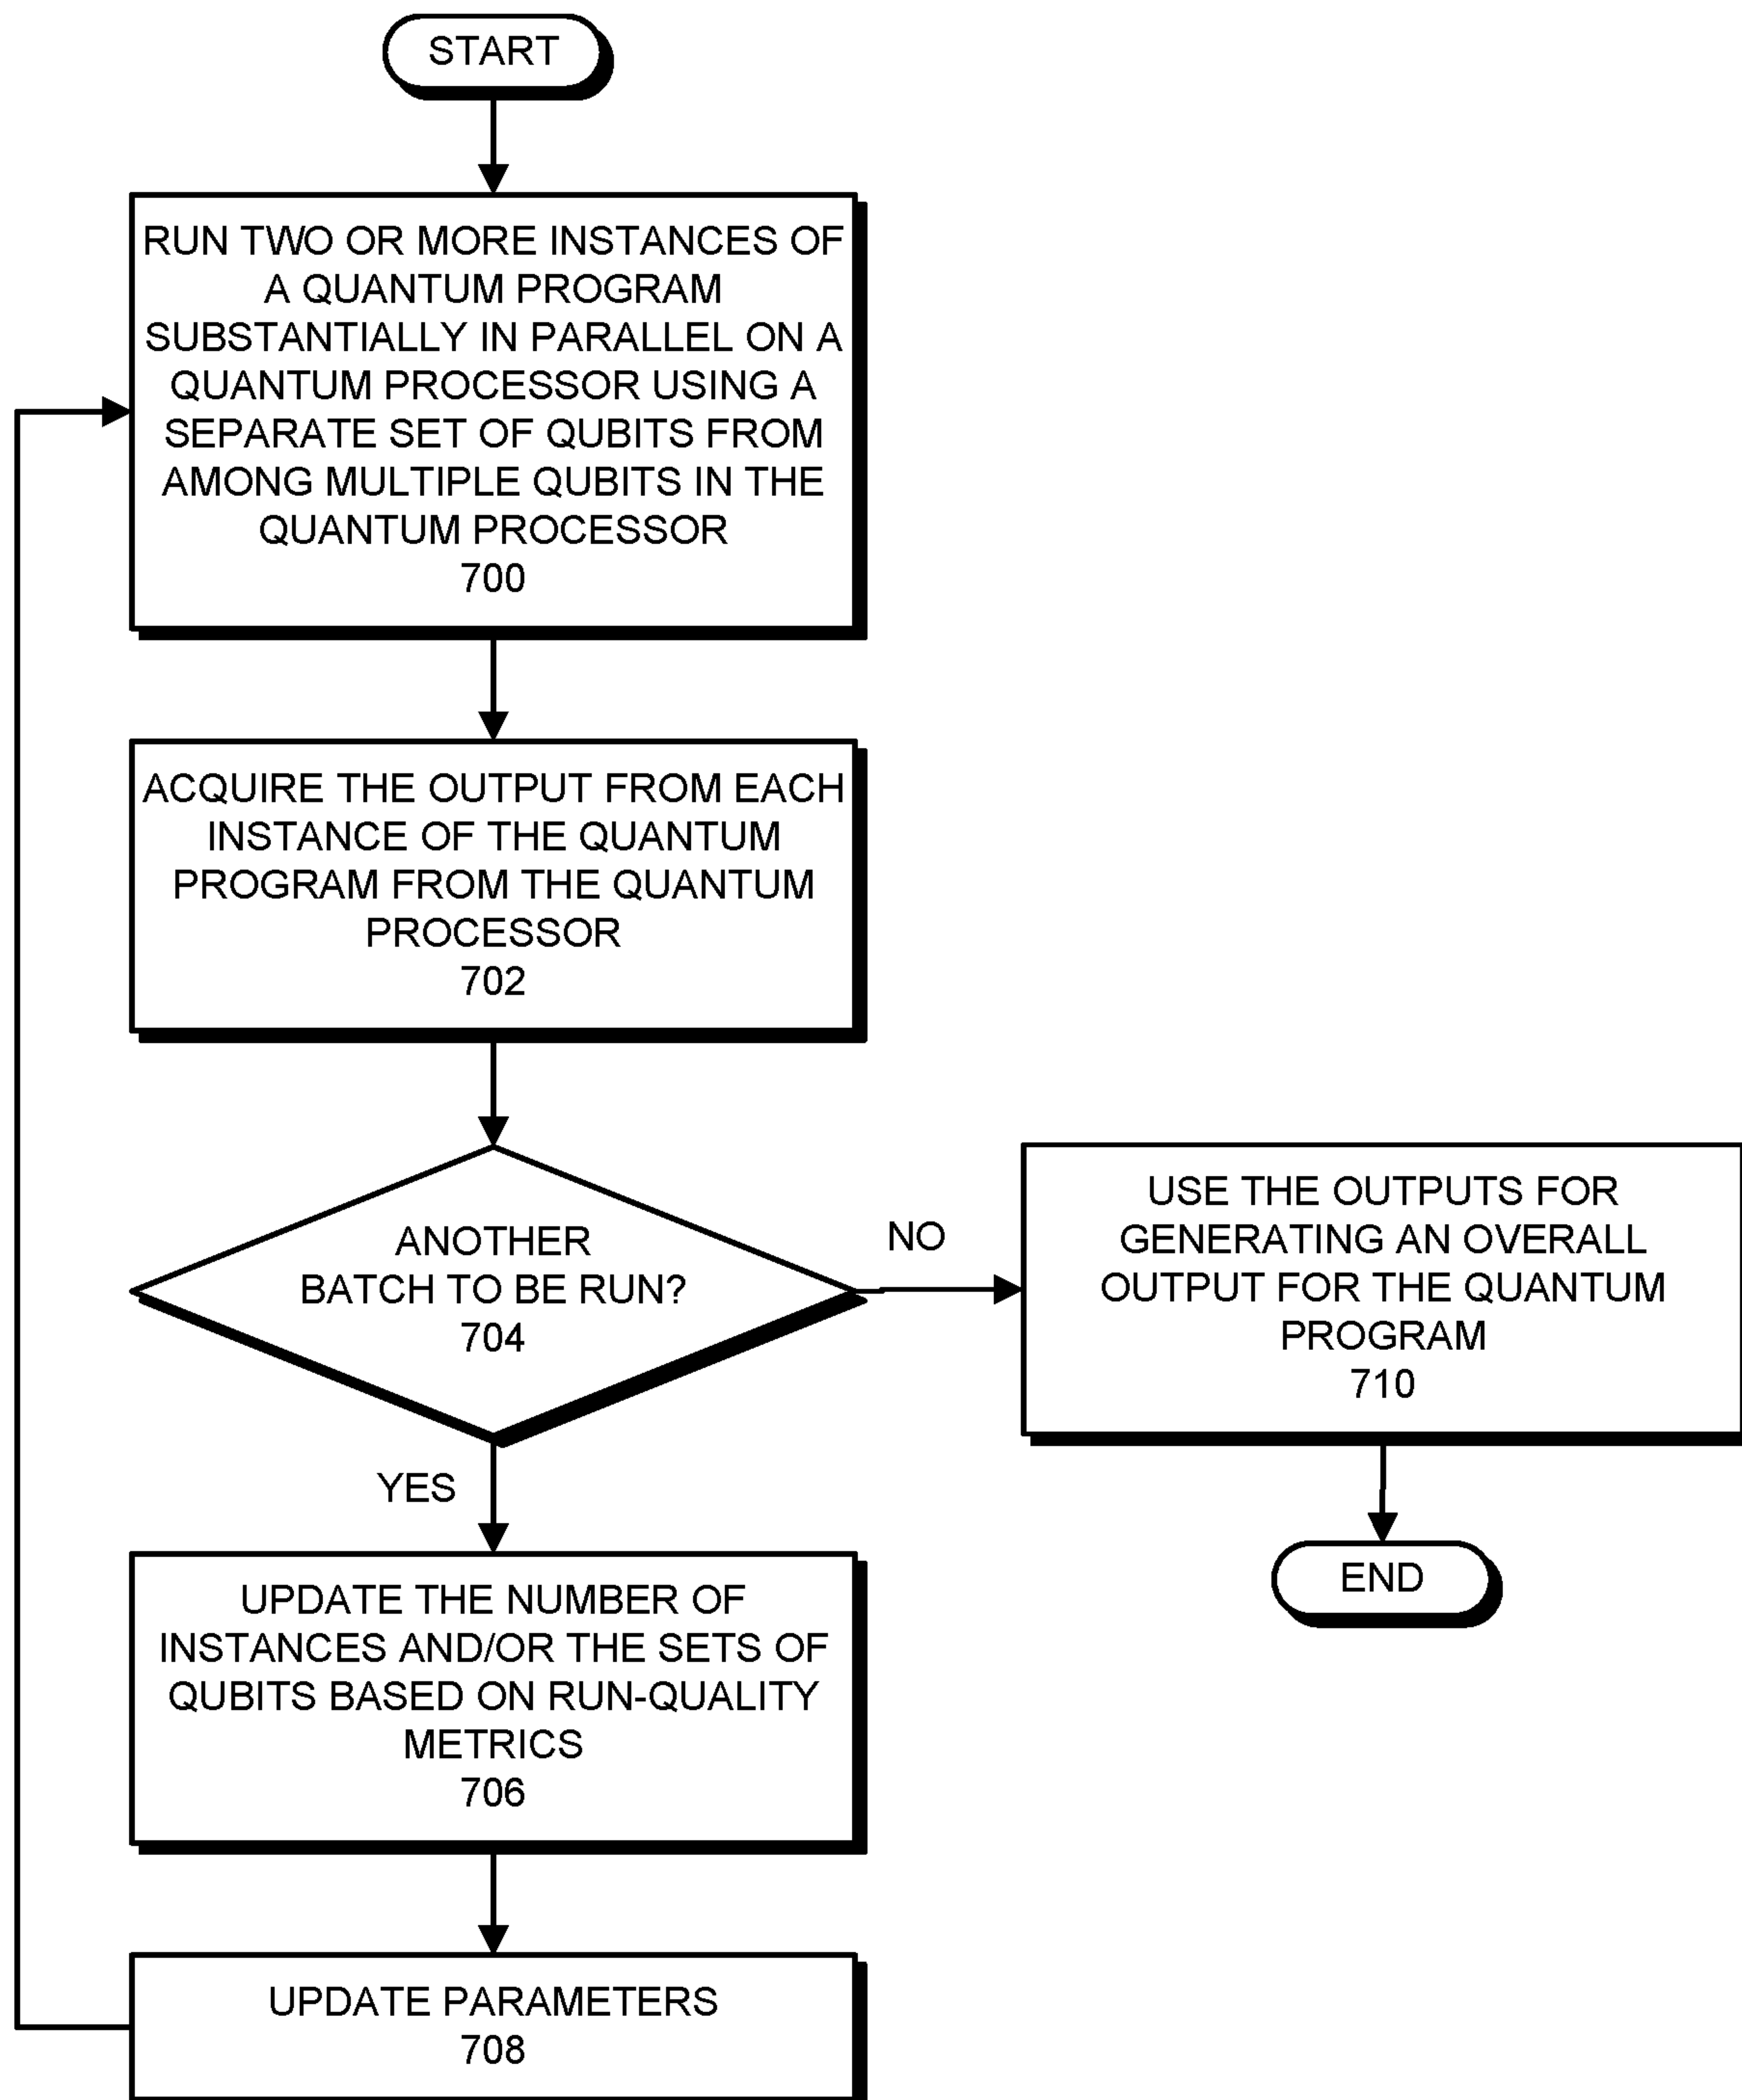 START
RUN TWO OR MORE INSTANCES OF
A QUANTUM PROGRAM
SUBSTANTIALLY IN PARALLEL ON A
QUANTUM PROCESSOR USING A
SEPARATE SET OF QUBITS FROM
AMONG MULTIPLE QUBITS IN THE
QUANTUM PROCESSOR
700
ACQUIRE THE OUTPUT FROM EACH
INSTANCE OF THE QUANTUM
PROGRAM FROM THE QUANTUM
PROCESSOR
702
ANOTHER
BATCH TO BE RUN?
704
NO
USE THE OUTPUTS FOR
GENERATING AN OVERALL
OUTPUT FOR THE QUANTUM
PROGRAM
710
END
YES
UPDATE THE NUMBER OF
INSTANCES AND/OR THE SETS OF
QUBITS BASED ON RUN-QUALITY
METRICS
706
UPDATE PARAMETERS
708